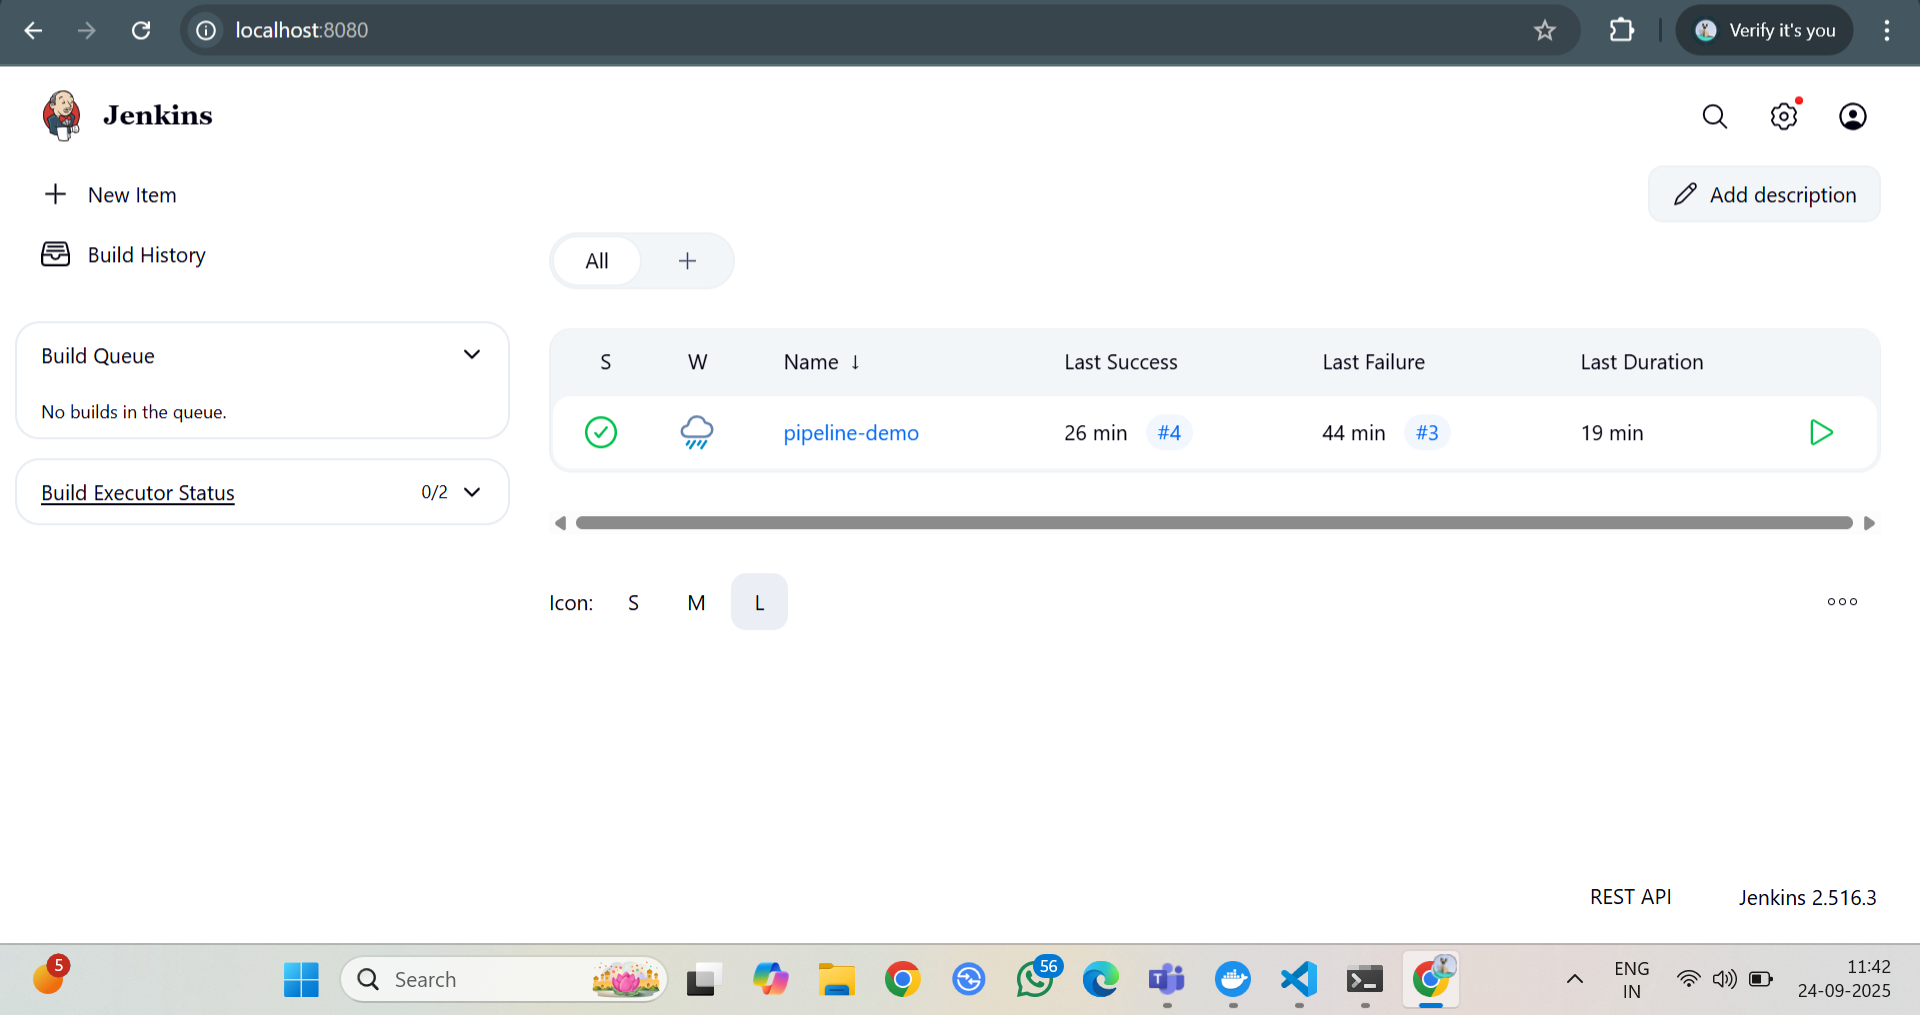 localhost:8080
Verify it's you
Jenkins
New Item
Add description
Build History
All
Build Queue
No builds in the queue.
Build Executor Status 0/2
S W Name ↓ Last Success Last Failure Last Duration
pipeline-demo 26 min #4 44 min #3 19 min
Icon: S M L
REST API Jenkins 2.516.3
5
Search
56
ENG
IN
11:42
24-09-2025